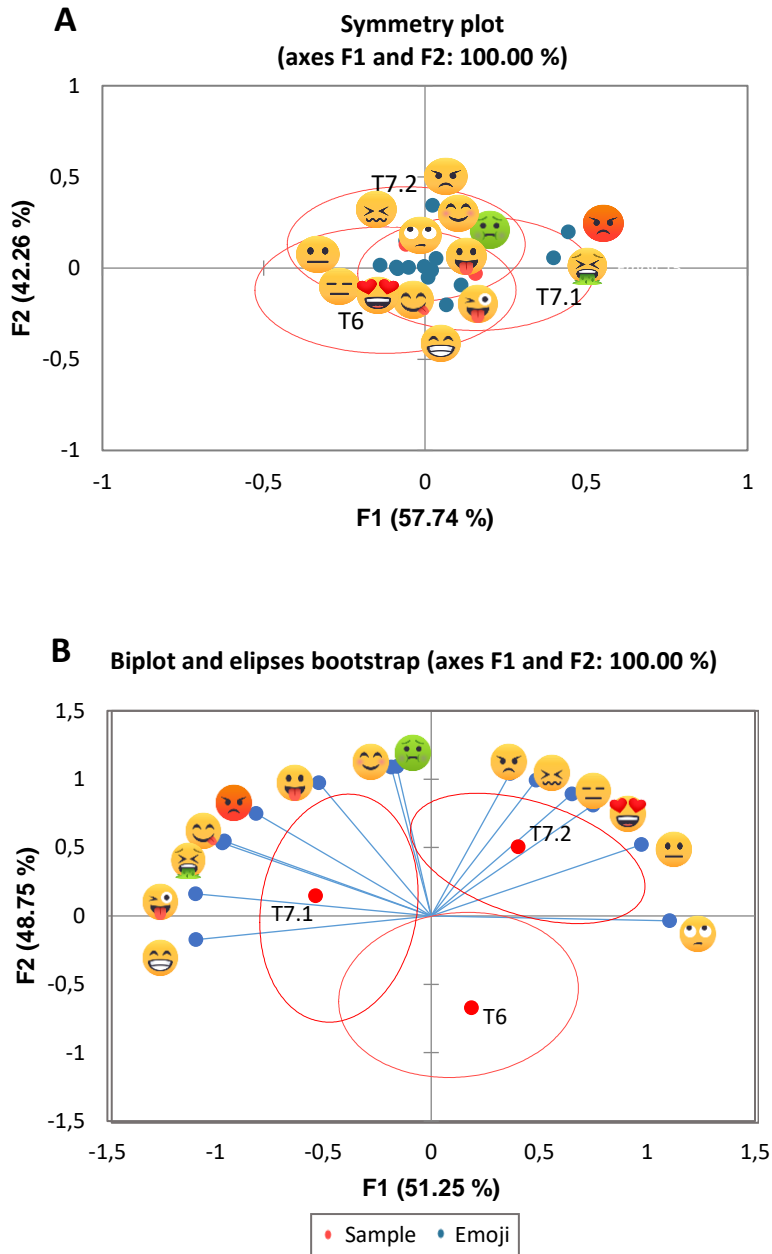 A
Symmetry plot
(axes F1 and F2: 100.00 %)
1
0,5
0
-0,5
-1
T7.2
T7.1
T6
-1
-0,5
0
0,5
1
F2 (42.26 %)
F1 (57.74 %)
B
Biplot and elipses bootstrap (axes F1 and F2: 100.00 %)
1,5
1
0,5
0
-0,5
-1
-1,5
T7.2
T7.1
T6
-1,5
-1
-0,5
0
0,5
1
1,5
F2 (48.75 %)
F1 (51.25 %)
Sample
Emoji